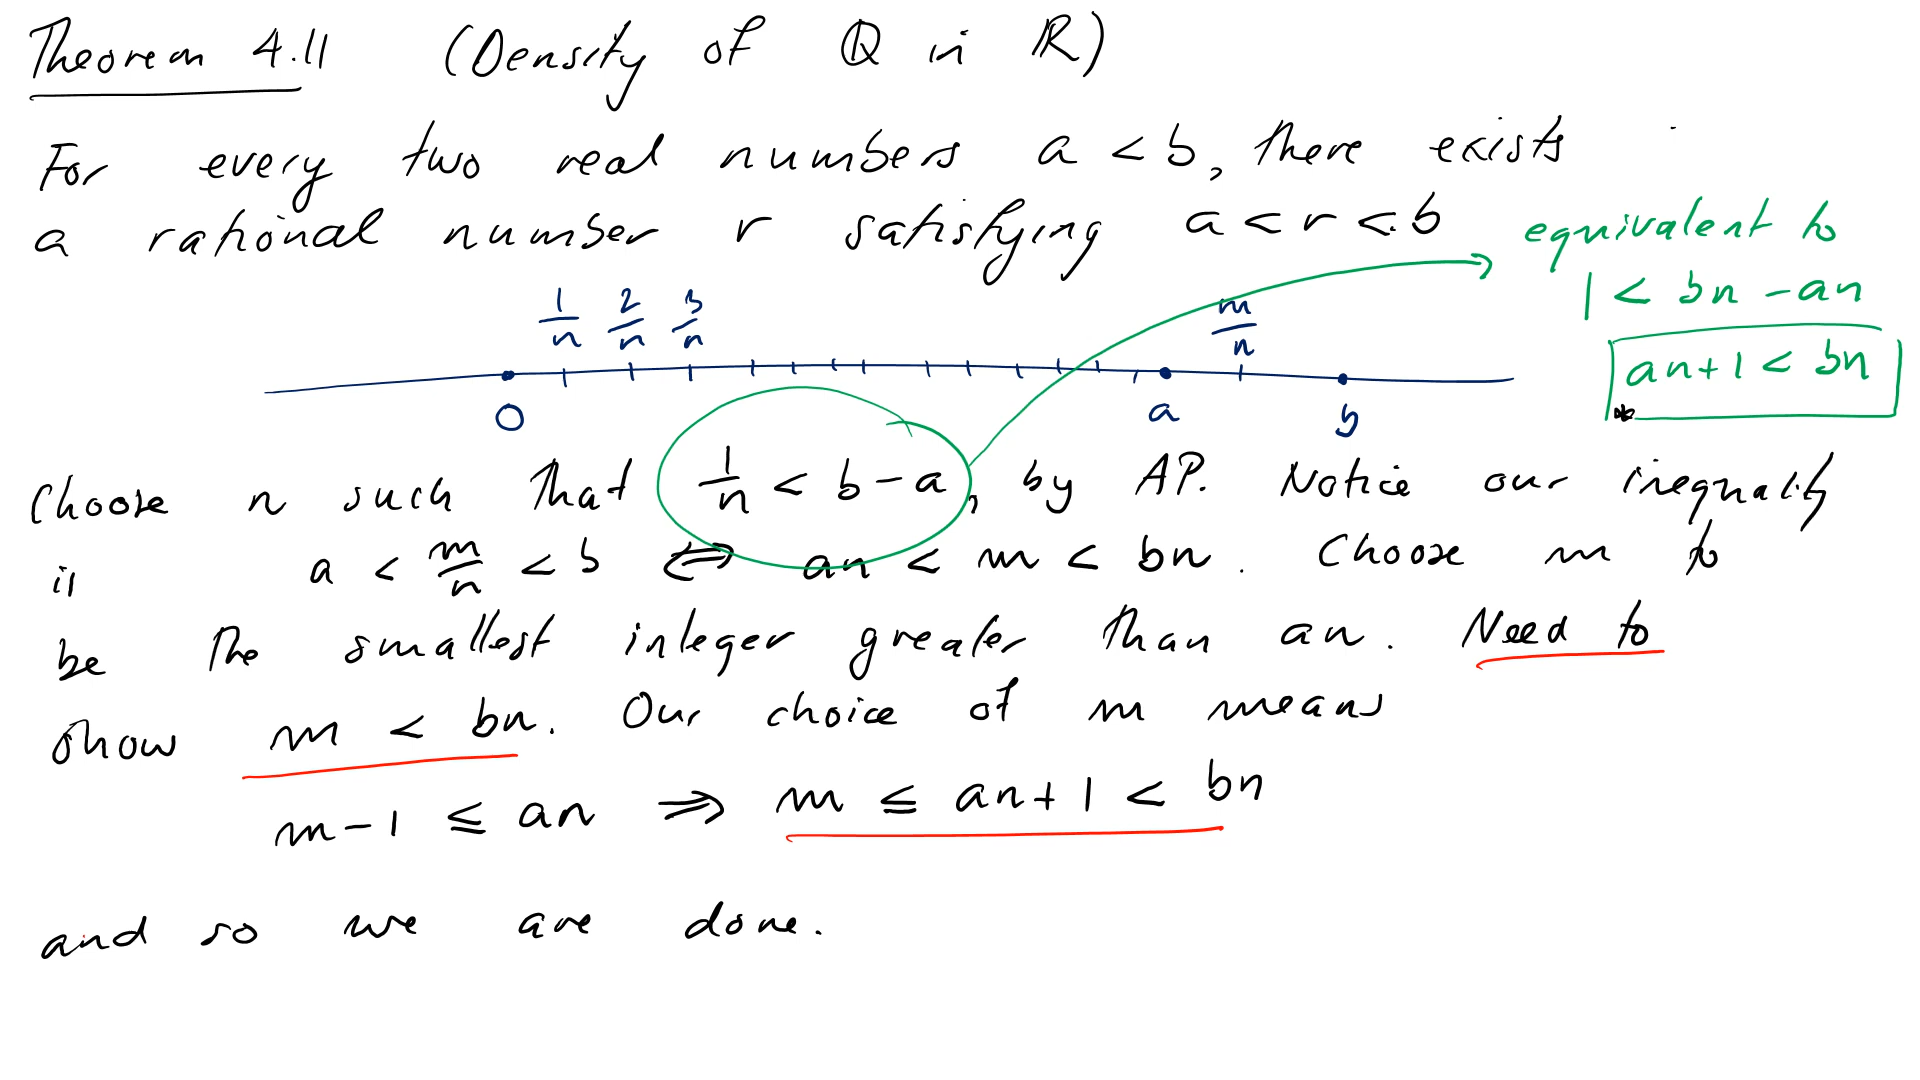 Theorem 4.11 (Density of ℚ in ℝ)
For every two real numbers a < b, there exists
a rational number r satisfying a < r < b
equivalent to
1 < bn - an
an + 1 < bn
*
1/n 2/n 3/n m/n
0 a b
Choose n such that 1/n < b - a, by AP. Notice our inequality
is a < m/n < b ⇔ an < m < bn. Choose m to
be the smallest integer greater than an. Need to
show m < bn. Our choice of m means
m - 1 ≤ an ⇒ m ≤ an + 1 < bn
and so we are done.